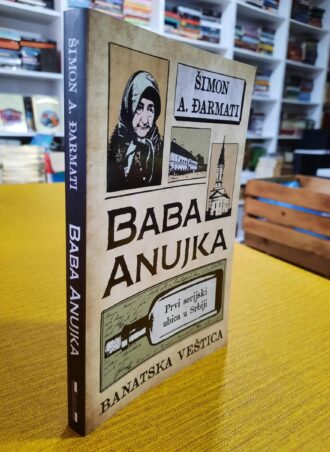 ŠIMON A. ĐARMATI
BABA ANUJKA
ŠIMON
A. ĐARMATI
BABA
ANUJKA
Prvi serijski
ubica u Srbiji
BANATSKA VEŠTICA